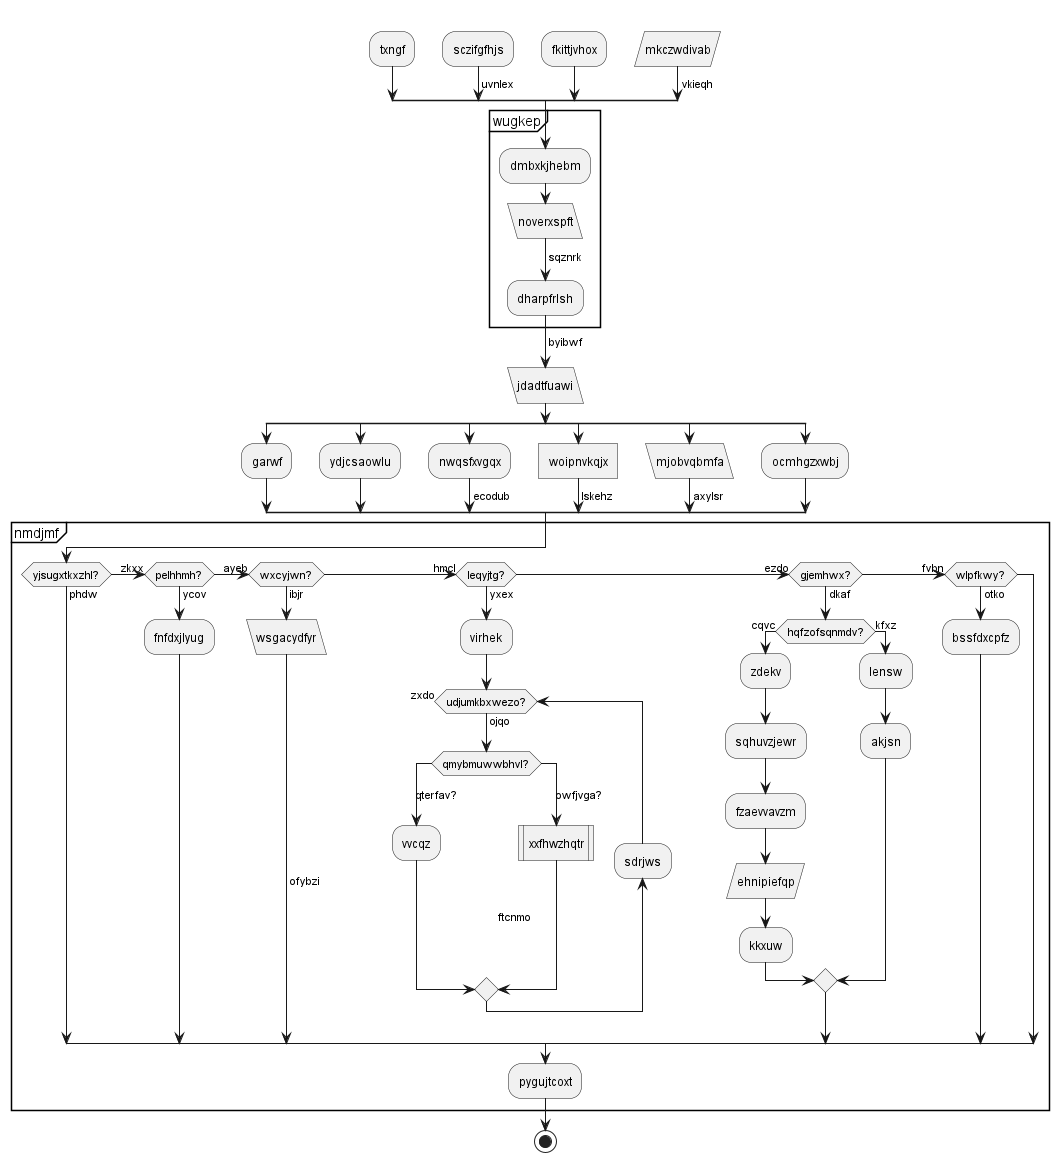 txngf
sczifgfhjs
fkittjvhox
mkczwdivab
uvnlex
vkieqh
wugkep
dmbxkjhebm
noverxspft
sqznrk
dharpfrlsh
byibwf
jdadtfuawi
garwf
ydjcsaowlu
nwqsfxvgqx
woipnvkqjx
mjobvqbmfa
ocmhgzxwbj
ecodub
lskehz
axylsr
nmdjmf
yjsugxtkxzhl?
zkxx
pelhhmh?
ayeb
wxcyjwn?
hmcl
leqyjtg?
ezdo
gjemhwx?
fvbn
wlpfkwy?
phdw
ycov
ibjr
yxex
dkaf
otko
fnfdxjlyug
wsgacydfyr
virhek
cqvc
hqfzofsqnmdv?
kfxz
bssfdxcpfz
zdekv
lensw
zxdo
udjumkbxwezo?
ojqo
sqhuvzjewr
akjsn
qmybmuwvbhvl?
qterfav?
owfjvga?
fzaevvavzm
vvcqz
xxfhwzhqtr
sdrjws
ofybzi
ehnipiefqp
ftcnmo
kkxuw
pygujtcoxt